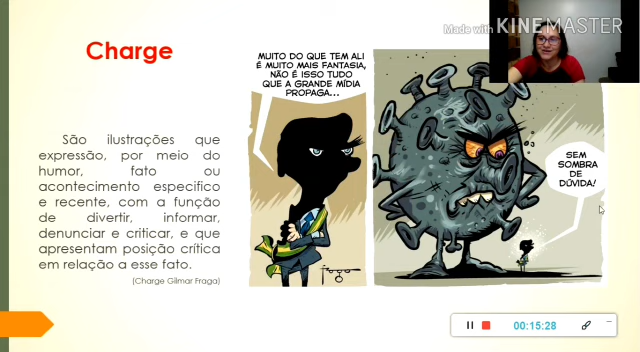 Made with KINEMASTER
Charge
São ilustrações que
expressão, por meio do
humor, fato ou
acontecimento especifico
e recente, com a função
de divertir, informar,
denunciar e criticar, e que
apresentam posição crítica
em relação a esse fato.
(Charge Gilmar Fraga)
MUITO DO QUE TEM ALI
É MUITO MAIS FANTASIA,
NÃO É ISSO TUDO
QUE A GRANDE MÍDIA
PROPAGA...
SEM
SOMBRA
DE
DÚVIDA!
00:15:28